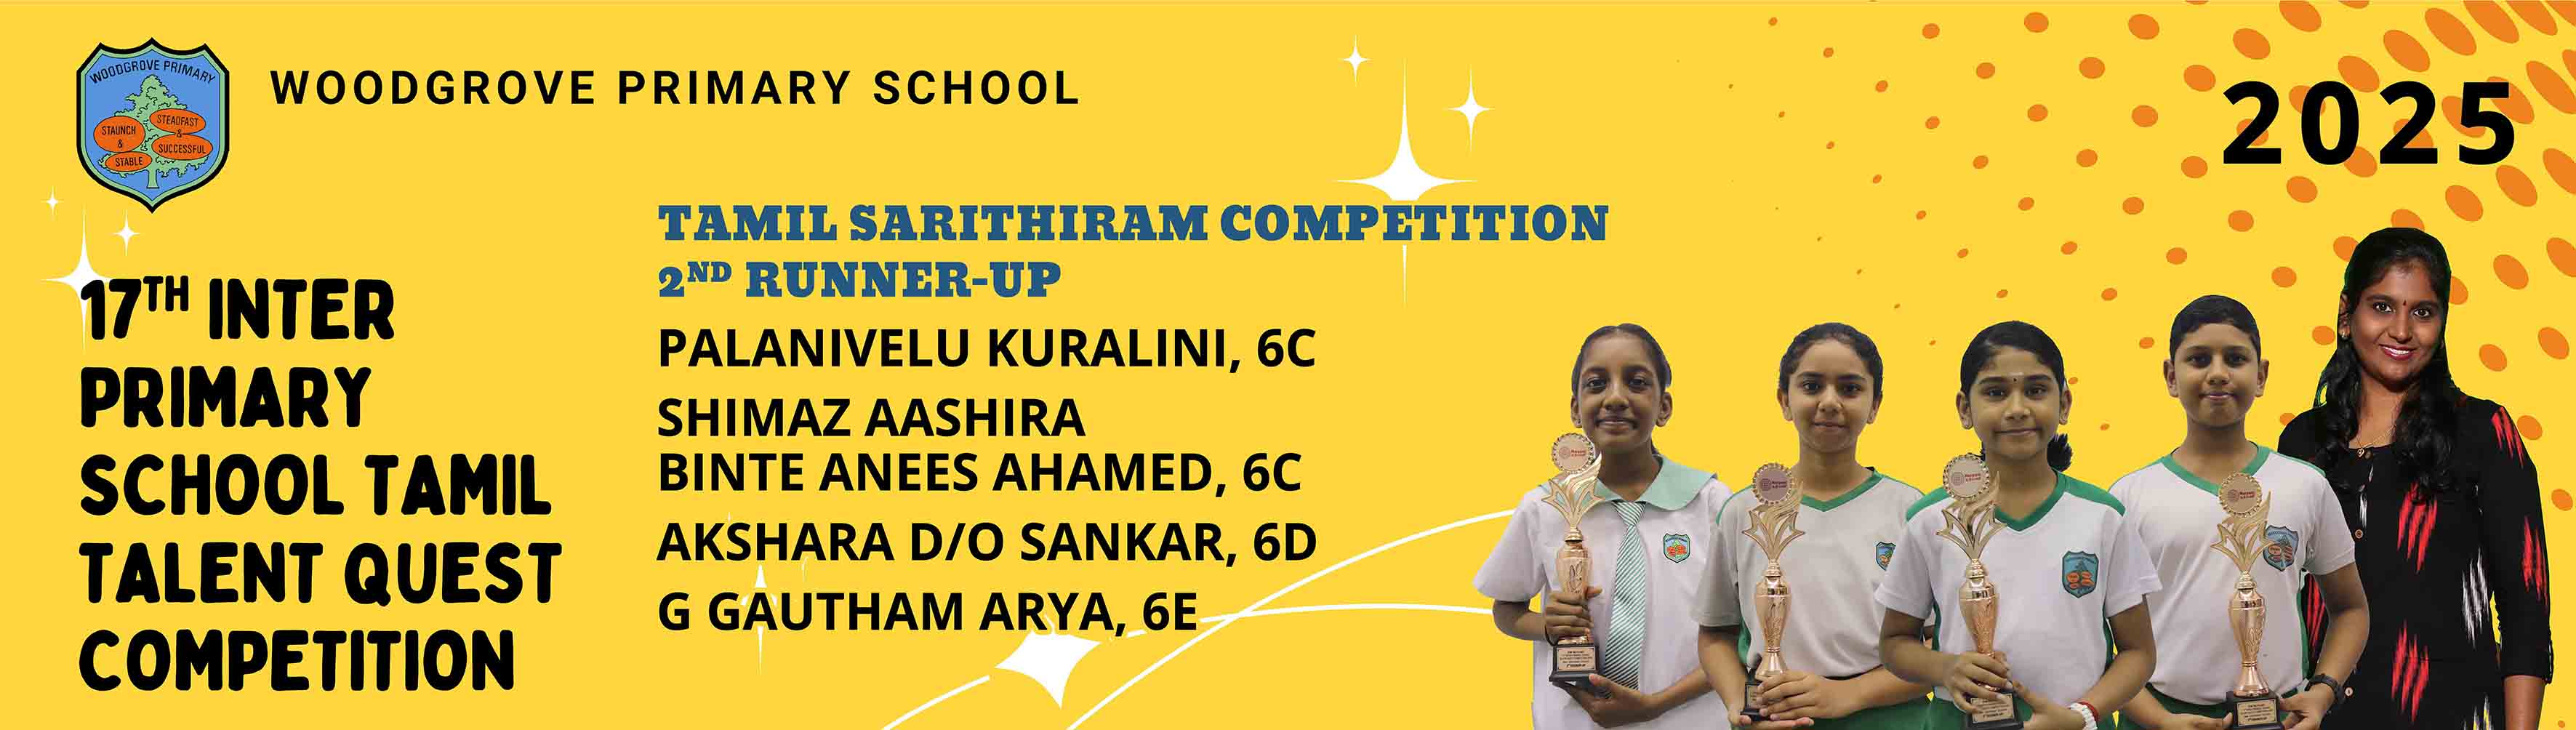 WOODGROVE PRIMARY
STAUNCH
&
STABLE
STEADFAST
&
SUCCESSFUL
WOODGROVE PRIMARY SCHOOL
2025
17TH INTER
PRIMARY
SCHOOL TAMIL
TALENT QUEST
COMPETITION
TAMIL SARITHIRAM COMPETITION
2ND RUNNER-UP
PALANIVELU KURALINI, 6C
SHIMAZ AASHIRA
BINTE ANEES AHAMED, 6C
AKSHARA D/O SANKAR, 6D
G GAUTHAM ARYA, 6E